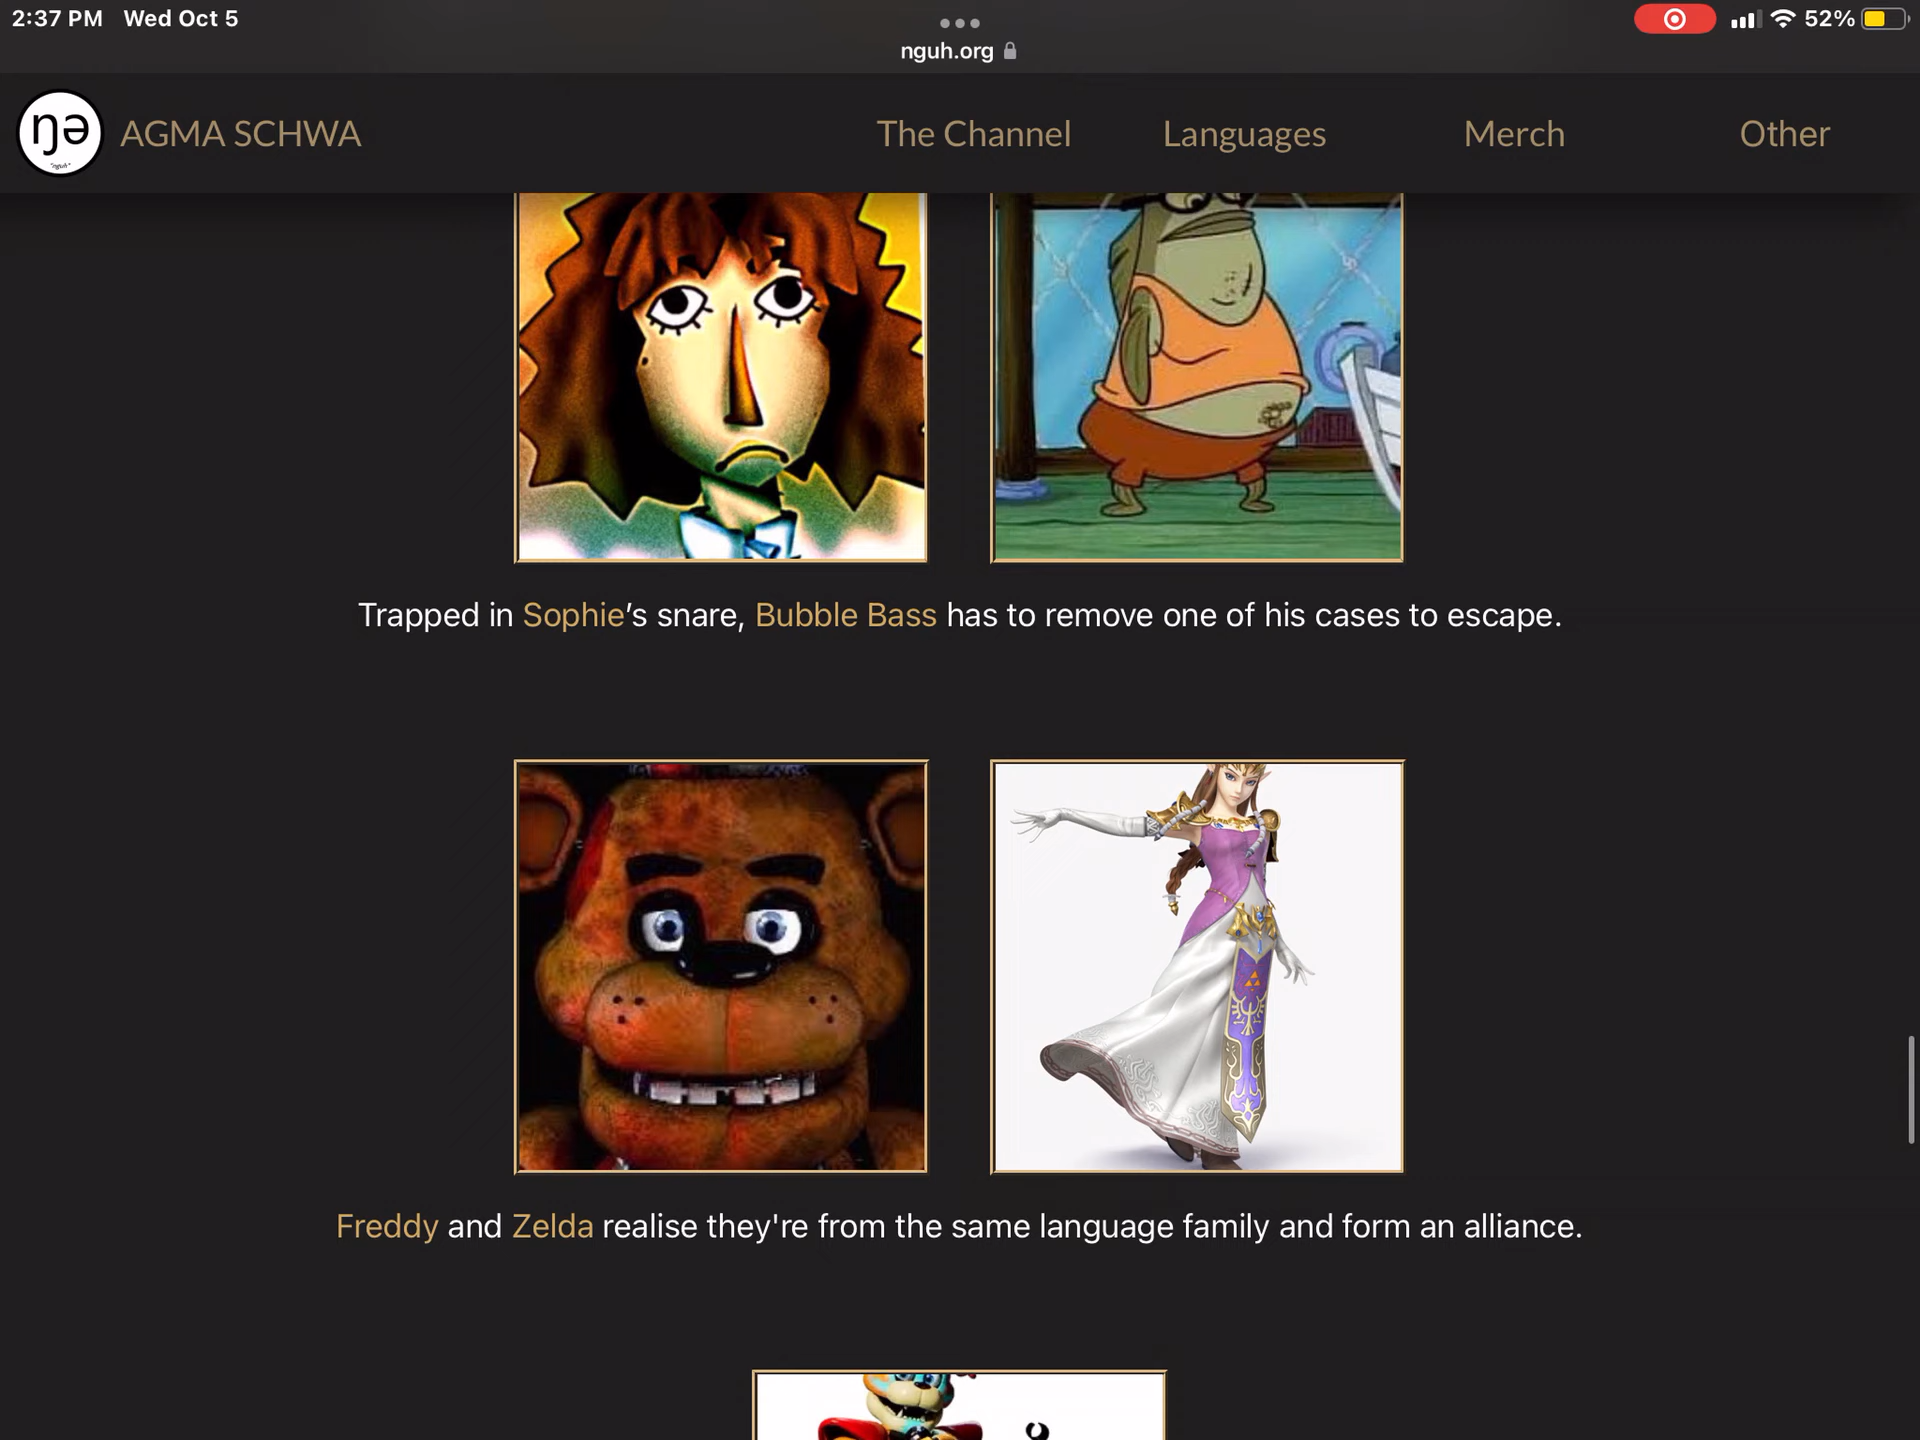 2:37 PM Wed Oct 5
52%
nguh.org
ŋə
"nguh"
AGMA SCHWA
The Channel
Languages
Merch
Other
Trapped in Sophie’s snare, Bubble Bass has to remove one of his cases to escape.
Freddy and Zelda realise they're from the same language family and form an alliance.